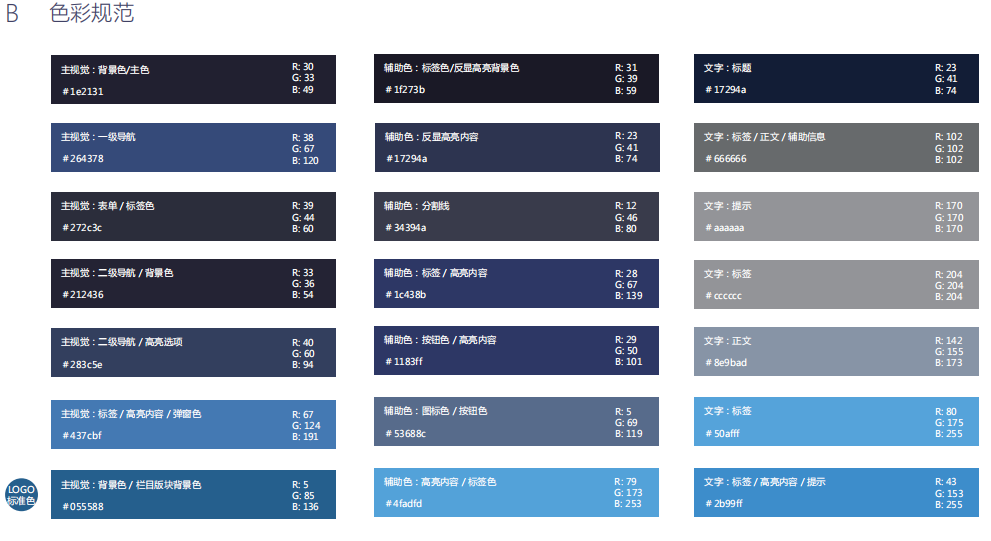 B 色彩规范
主视觉 : 背景色/主色
R: 30
G: 33
B: 49
# 1e2131
辅助色 : 标签色/反显高亮背景色
R: 31
G: 39
B: 59
# 1f273b
文字 : 标题
R: 23
G: 41
B: 74
# 17294a
主视觉 : 一级导航
R: 38
G: 67
B: 120
# 264378
辅助色 : 反显高亮内容
R: 23
G: 41
B: 74
# 17294a
文字 : 标签 / 正文 / 辅助信息
R: 102
G: 102
B: 102
# 666666
主视觉 : 表单 / 标签色
R: 39
G: 44
B: 60
# 272c3c
辅助色 : 分割线
R: 12
G: 46
B: 80
# 34394a
文字 : 提示
R: 170
G: 170
B: 170
# aaaaaa
主视觉 : 二级导航 / 背景色
R: 33
G: 36
B: 54
# 212436
辅助色 : 标签 / 高亮内容
R: 28
G: 67
B: 139
# 1c438b
文字 : 标签
R: 204
G: 204
B: 204
# cccccc
主视觉 : 二级导航 / 高亮选项
R: 40
G: 60
B: 94
# 283c5e
辅助色 : 按钮色 / 高亮内容
R: 29
G: 50
B: 101
# 1183ff
文字 : 正文
R: 142
G: 155
B: 173
# 8e9bad
主视觉 : 标签 / 高亮内容 / 弹窗色
R: 67
G: 124
B: 191
# 437cbf
辅助色 : 图标色 / 按钮色
R: 5
G: 69
B: 119
# 53688c
文字 : 标签
R: 80
G: 175
B: 255
# 50afff
LOGO
标准色
主视觉 : 背景色 / 栏目版块背景色
R: 5
G: 85
B: 136
# 055588
辅助色 : 高亮内容 / 标签色
R: 79
G: 173
B: 253
# 4fadfd
文字 : 标签 / 高亮内容 / 提示
R: 43
G: 153
B: 255
# 2b99ff